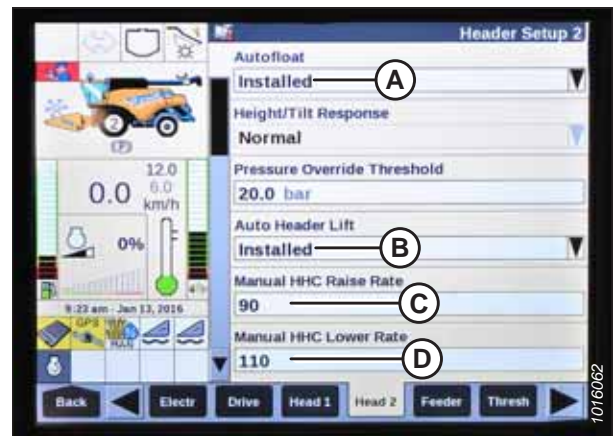 Header Setup 2
Autofloat
Installed
A
Height/Tilt Response
Normal
Pressure Override Threshold
20.0 bar
Auto Header Lift
Installed
B
Manual HHC Raise Rate
90
C
Manual HHC Lower Rate
110
D
2
(P)
12.0
0.0 6.0
km/h
0%
9:23 am - Jan 13, 2016
GPS
Back
Electr
Drive
Head 1
Head 2
Feeder
Thresh
1016062